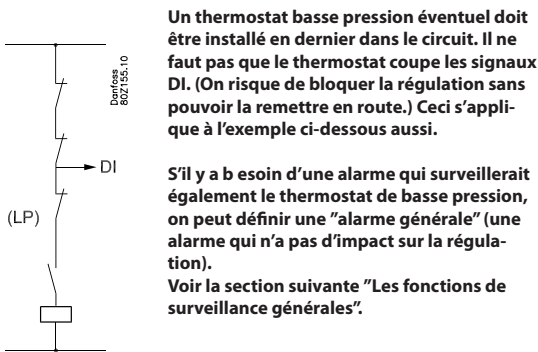 Un thermostat basse pression éventuel doit
être installé en dernier dans le circuit. Il ne
faut pas que le thermostat coupe les signaux
DI. (On risque de bloquer la régulation sans
pouvoir la remettre en route.) Ceci s’appli-
que à l’exemple ci-dessous aussi.
S’il y a b esoin d’une alarme qui surveillerait
également le thermostat de basse pression,
on peut définir une ”alarme générale” (une
alarme qui n’a pas d’impact sur la régula-
tion).
Voir la section suivante ”Les fonctions de
surveillance générales”.
Danfoss
80Z155.10
DI
(LP)